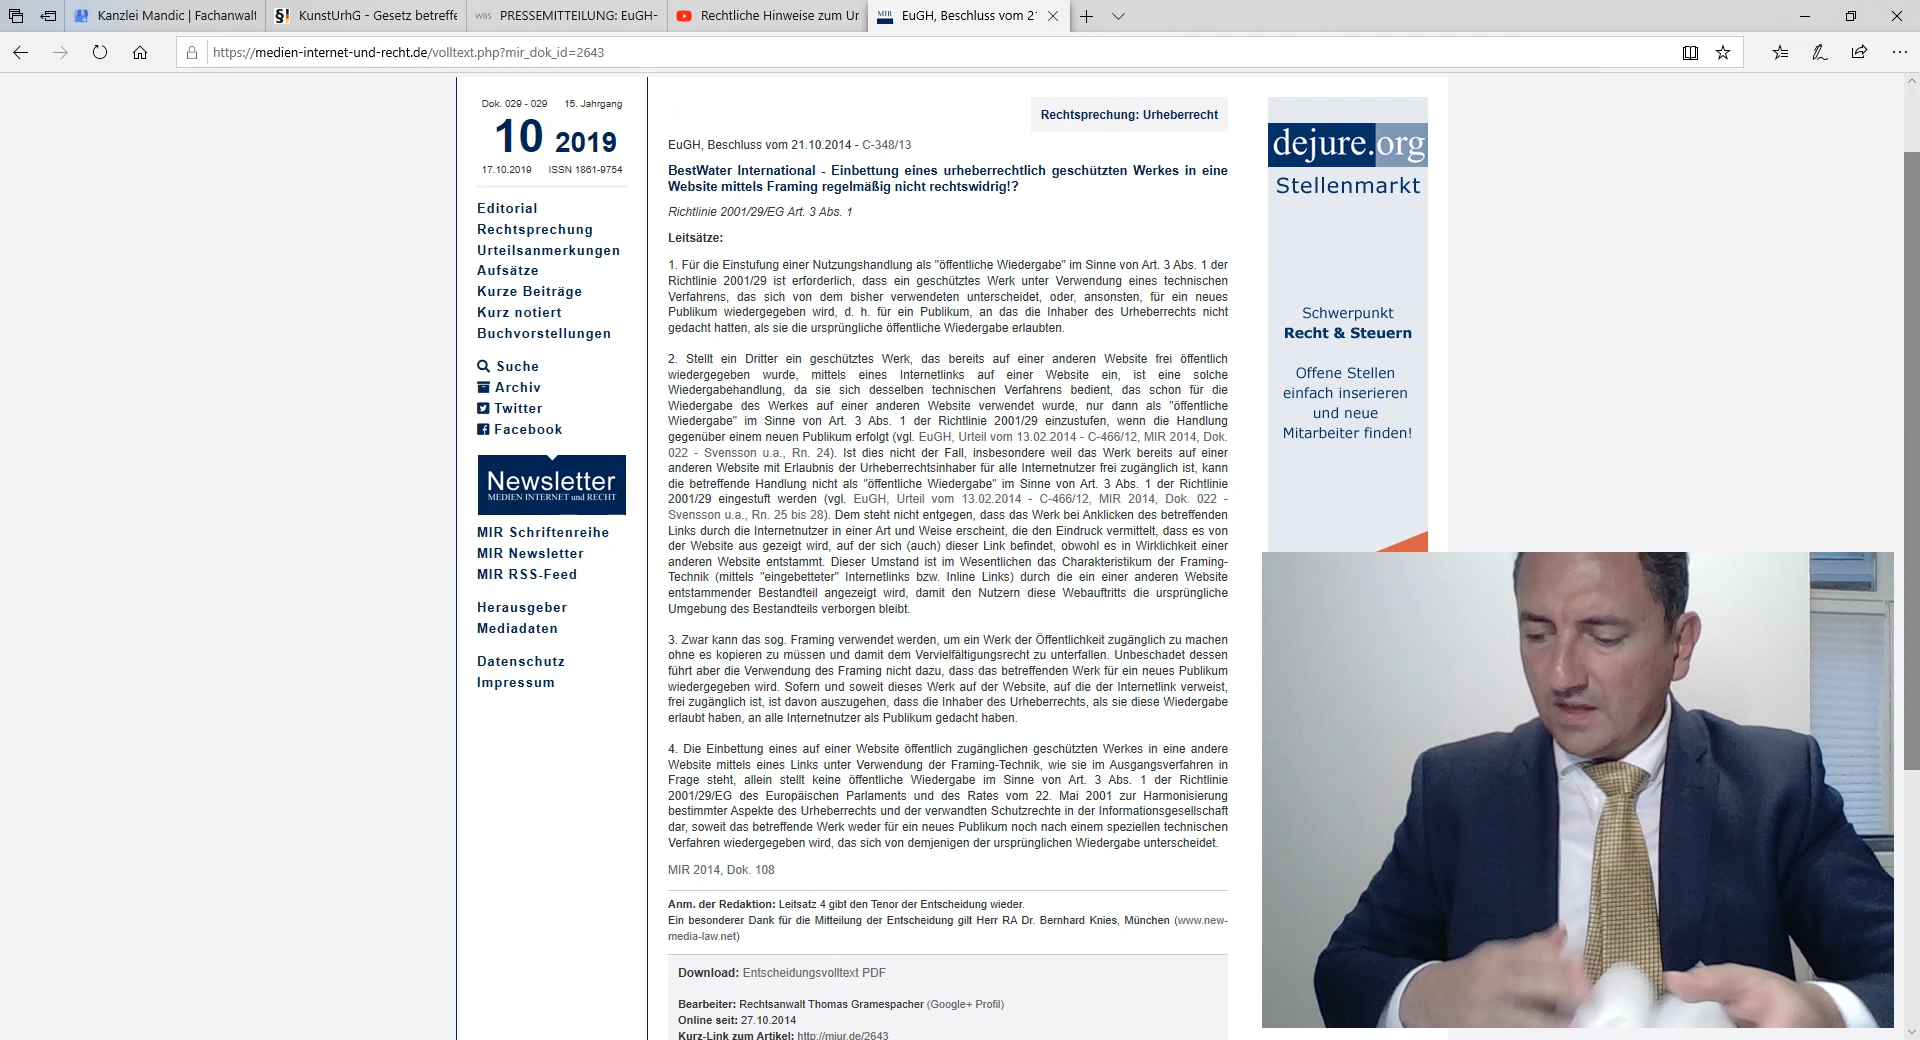 Kanzlei Mandic | Fachanwalt
KunstUrhG - Gesetz betreffe
WBS PRESSEMITTEILUNG: EuGH-
Rechtliche Hinweise zum Ur
MIR EuGH, Beschluss vom 21
https://medien-internet-und-recht.de/volltext.php?mir_dok_id=2643
Dok. 029 - 029 15. Jahrgang
10 2019
17.10.2019 ISSN 1861-9754
Editorial
Rechtsprechung
Urteilsanmerkungen
Aufsätze
Kurze Beiträge
Kurz notiert
Buchvorstellungen
Suche
Archiv
Twitter
Facebook
Newsletter
MEDIEN INTERNET und RECHT
MIR Schriftenreihe
MIR Newsletter
MIR RSS-Feed
Herausgeber
Mediadaten
Datenschutz
Impressum
Rechtsprechung: Urheberrecht
EuGH, Beschluss vom 21.10.2014 - C-348/13
BestWater International - Einbettung eines urheberrechtlich geschützten Werkes in eine
Website mittels Framing regelmäßig nicht rechtswidrig!?
Richtlinie 2001/29/EG Art. 3 Abs. 1
Leitsätze:
1. Für die Einstufung einer Nutzungshandlung als "öffentliche Wiedergabe" im Sinne von Art. 3 Abs. 1 der
Richtlinie 2001/29 ist erforderlich, dass ein geschütztes Werk unter Verwendung eines technischen
Verfahrens, das sich von dem bisher verwendeten unterscheidet, oder, ansonsten, für ein neues
Publikum wiedergegeben wird, d. h. für ein Publikum, an das die Inhaber des Urheberrechts nicht
gedacht hatten, als sie die ursprüngliche öffentliche Wiedergabe erlaubten.
2. Stellt ein Dritter ein geschütztes Werk, das bereits auf einer anderen Website frei öffentlich
wiedergegeben wurde, mittels eines Internetlinks auf einer Website ein, ist eine solche
Wiedergabehandlung, da sie sich desselben technischen Verfahrens bedient, das schon für die
Wiedergabe des Werkes auf einer anderen Website verwendet wurde, nur dann als "öffentliche
Wiedergabe" im Sinne von Art. 3 Abs. 1 der Richtlinie 2001/29 einzustufen, wenn die Handlung
gegenüber einem neuen Publikum erfolgt (vgl. EuGH, Urteil vom 13.02.2014 - C-466/12, MIR 2014, Dok.
022 - Svensson u.a., Rn. 24). Ist dies nicht der Fall, insbesondere weil das Werk bereits auf einer
anderen Website mit Erlaubnis der Urheberrechtsinhaber für alle Internetnutzer frei zugänglich ist, kann
die betreffende Handlung nicht als "öffentliche Wiedergabe" im Sinne von Art. 3 Abs. 1 der Richtlinie
2001/29 eingestuft werden (vgl. EuGH, Urteil vom 13.02.2014 - C-466/12, MIR 2014, Dok. 022 -
Svensson u.a., Rn. 25 bis 28). Dem steht nicht entgegen, dass das Werk bei Anklicken des betreffenden
Links durch die Internetnutzer in einer Art und Weise erscheint, die den Eindruck vermittelt, dass es von
der Website aus gezeigt wird, auf der sich (auch) dieser Link befindet, obwohl es in Wirklichkeit einer
anderen Website entstammt. Dieser Umstand ist im Wesentlichen das Charakteristikum der Framing-
Technik (mittels "eingebetteter" Internetlinks bzw. Inline Links) durch die ein einer anderen Website
entstammender Bestandteil angezeigt wird, damit den Nutzern diese Webauftritts die ursprüngliche
Umgebung des Bestandteils verborgen bleibt.
3. Zwar kann das sog. Framing verwendet werden, um ein Werk der Öffentlichkeit zugänglich zu machen
ohne es kopieren zu müssen und damit dem Vervielfältigungsrecht zu unterfallen. Unbeschadet dessen
führt aber die Verwendung des Framing nicht dazu, dass das betreffenden Werk für ein neues Publikum
wiedergegeben wird. Sofern und soweit dieses Werk auf der Website, auf die der Internetlink verweist,
frei zugänglich ist, ist davon auszugehen, dass die Inhaber des Urheberrechts, als sie diese Wiedergabe
erlaubt haben, an alle Internetnutzer als Publikum gedacht haben.
4. Die Einbettung eines auf einer Website öffentlich zugänglichen geschützten Werkes in eine andere
Website mittels eines Links unter Verwendung der Framing-Technik, wie sie im Ausgangsverfahren in
Frage steht, allein stellt keine öffentliche Wiedergabe im Sinne von Art. 3 Abs. 1 der Richtlinie
2001/29/EG des Europäischen Parlaments und des Rates vom 22. Mai 2001 zur Harmonisierung
bestimmter Aspekte des Urheberrechts und der verwandten Schutzrechte in der Informationsgesellschaft
dar, soweit das betreffende Werk weder für ein neues Publikum noch nach einem speziellen technischen
Verfahren wiedergegeben wird, das sich von demjenigen der ursprünglichen Wiedergabe unterscheidet.
MIR 2014, Dok. 108
Anm. der Redaktion: Leitsatz 4 gibt den Tenor der Entscheidung wieder.
Ein besonderer Dank für die Mitteilung der Entscheidung gilt Herr RA Dr. Bernhard Knies, München (www.new-
media-law.net)
Download: Entscheidungsvolltext PDF
Bearbeiter: Rechtsanwalt Thomas Gramespacher (Google+ Profil)
Online seit: 27.10.2014
Kurz-Link zum Artikel: http://miur.de/2643
dejure.org
Stellenmarkt
Schwerpunkt
Recht & Steuern
Offene Stellen
einfach inserieren
und neue
Mitarbeiter finden!